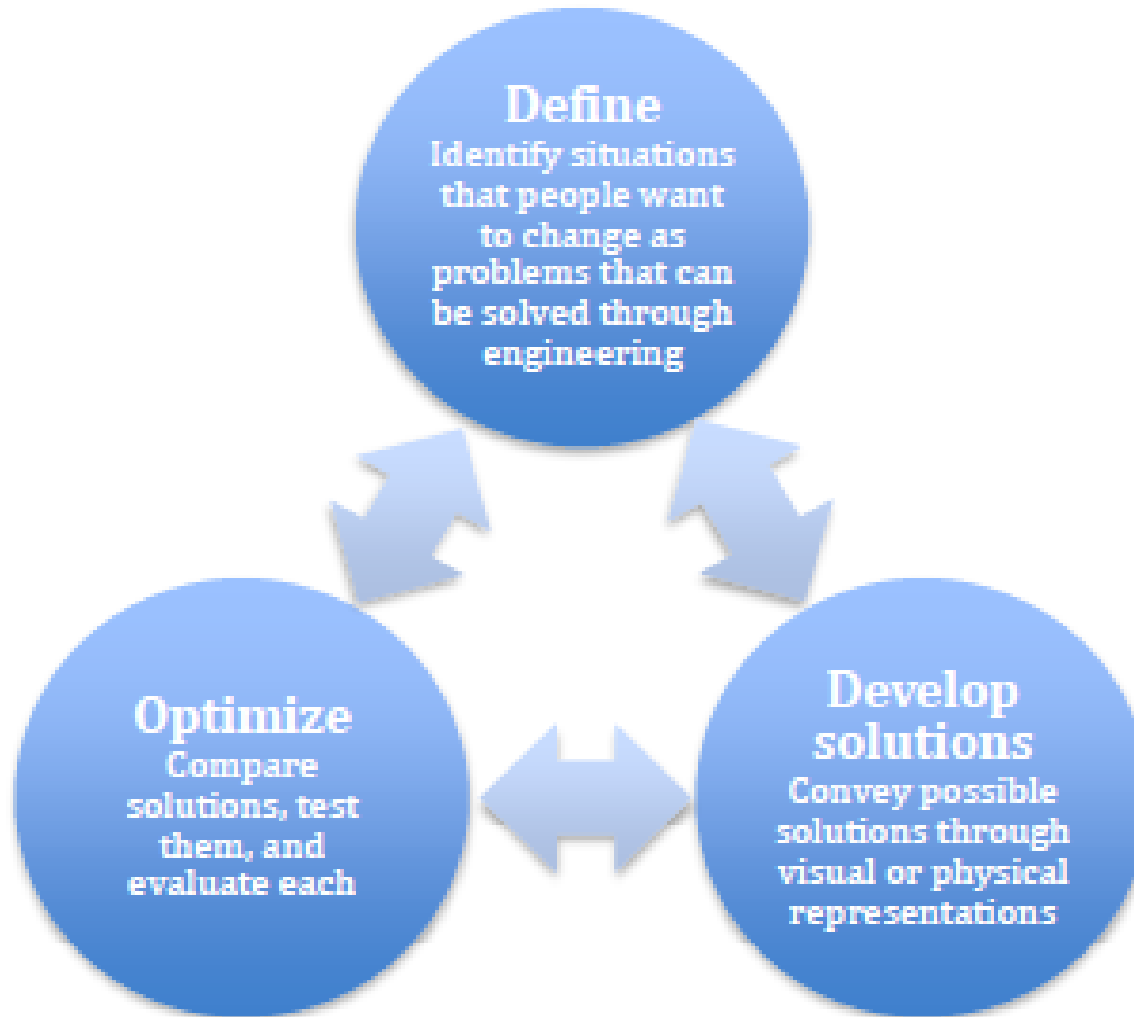 Define
Identify situations
that people want
to change as
problems that can
be solved through
engineering
Optimize
Compare
solutions, test
them, and
evaluate each
Develop
solutions
Convey possible
solutions through
visual or physical
representations